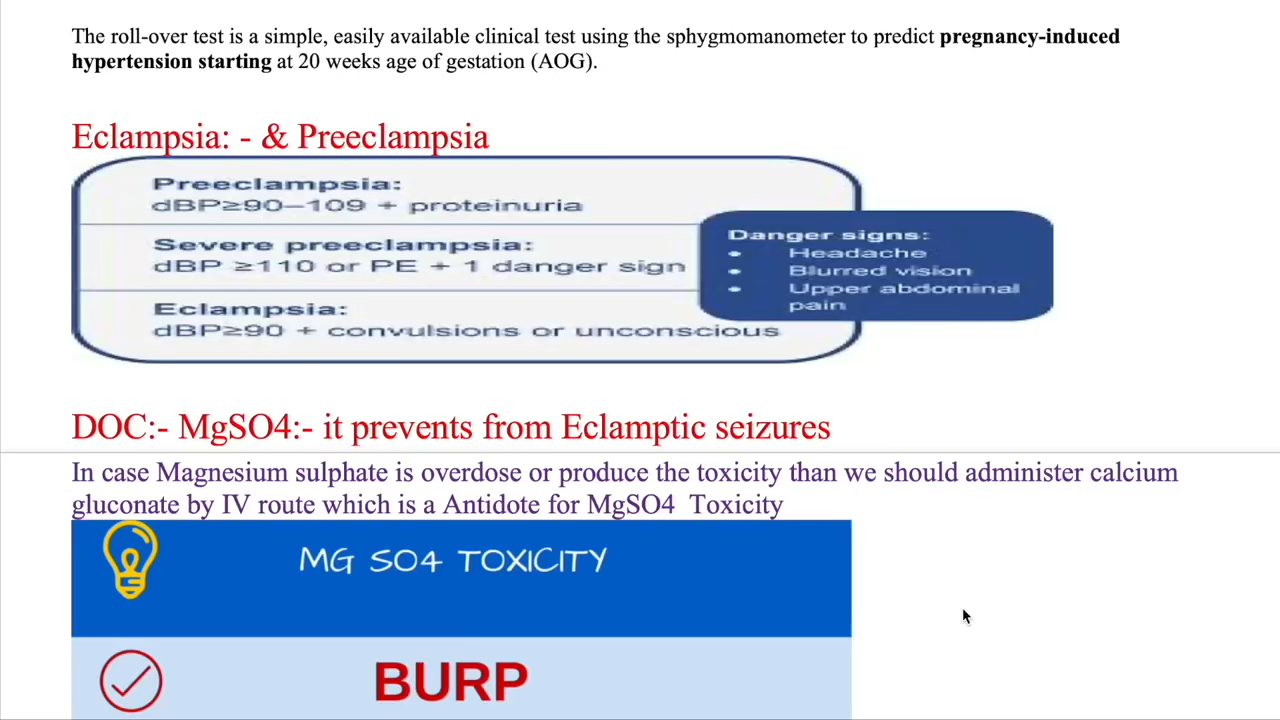 The roll-over test is a simple, easily available clinical test using the sphygmomanometer to predict pregnancy-induced
hypertension starting at 20 weeks age of gestation (AOG).
Eclampsia: - & Preeclampsia
Preeclampsia:
dBP≥90–109 + proteinuria
Severe preeclampsia:
dBP ≥110 or PE + 1 danger sign
Eclampsia:
dBP≥90 + convulsions or unconscious
Danger signs:
• Headache
• Blurred vision
• Upper abdominal
pain
DOC:- MgSO4:- it prevents from Eclamptic seizures
In case Magnesium sulphate is overdose or produce the toxicity than we should administer calcium
gluconate by IV route which is a Antidote for MgSO4 Toxicity
MG SO4 TOXICITY
BURP